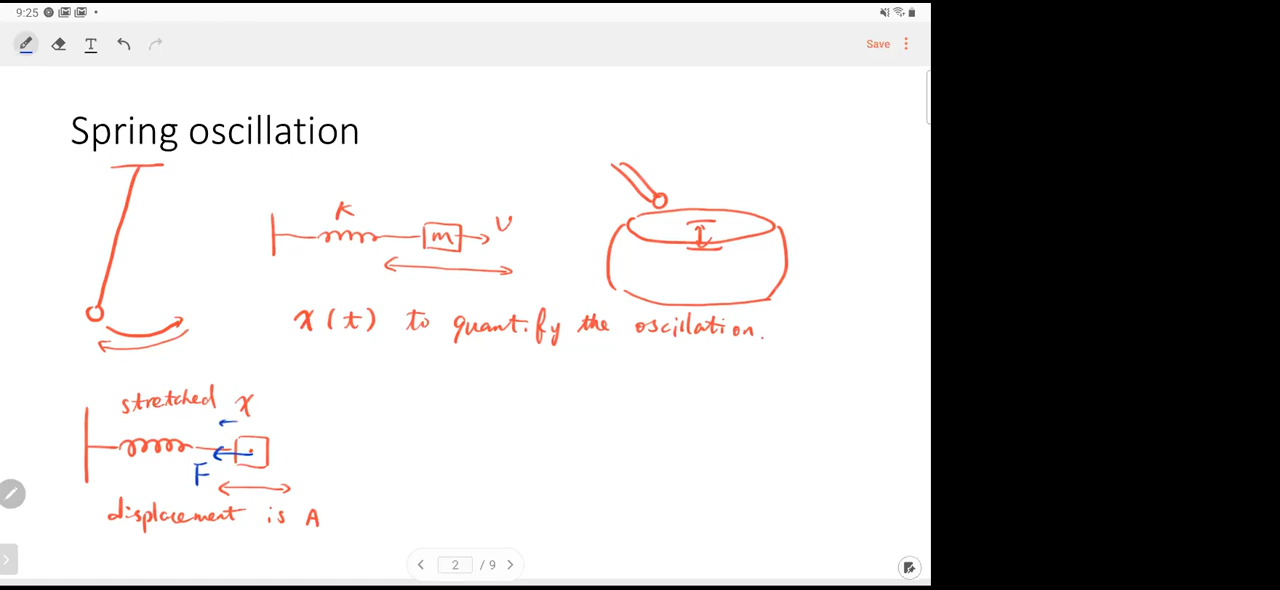 9:25
Save
Spring oscillation
K
m
v
x(t) to quantify the oscillation.
stretched x
F
displacement is A
2 / 9